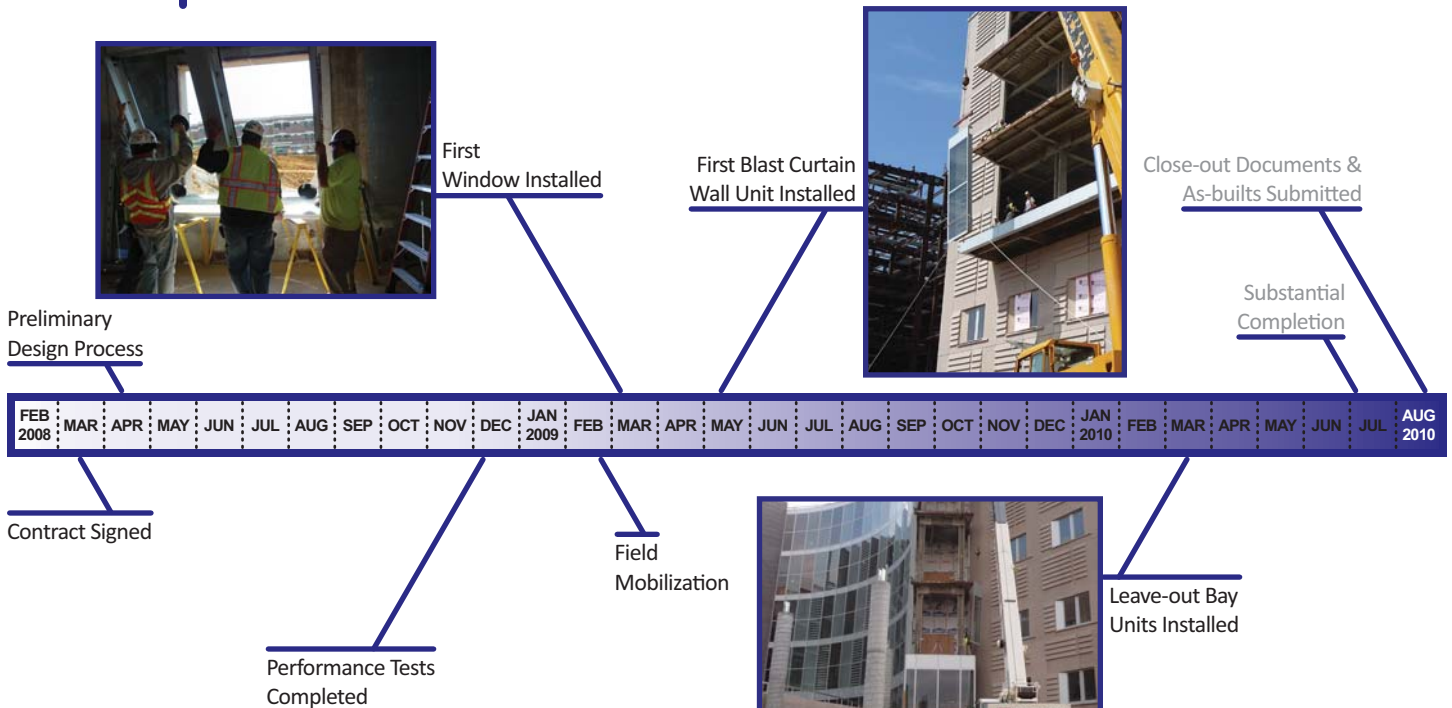 First
Window Installed
First Blast Curtain
Wall Unit Installed
Close-out Documents &
As-builts Submitted
Substantial
Completion
Preliminary
Design Process
FEB 2008 MAR APR MAY JUN JUL AUG SEP OCT NOV DEC JAN 2009 FEB MAR APR MAY JUN JUL AUG SEP OCT NOV DEC JAN 2010 FEB MAR APR MAY JUN JUL AUG 2010
Contract Signed
Field
Mobilization
Leave-out Bay
Units Installed
Performance Tests
Completed